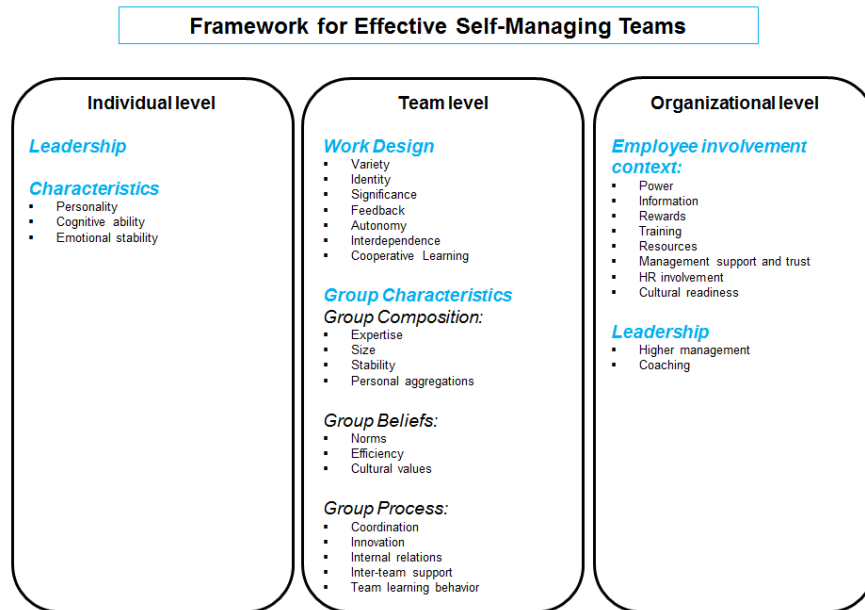 Framework for Effective Self-Managing Teams
Individual level
Leadership
Characteristics
▪ Personality
▪ Cognitive ability
▪ Emotional stability
Team level
Work Design
▪ Variety
▪ Identity
▪ Significance
▪ Feedback
▪ Autonomy
▪ Interdependence
▪ Cooperative Learning
Group Characteristics
Group Composition:
▪ Expertise
▪ Size
▪ Stability
▪ Personal aggregations
Group Beliefs:
▪ Norms
▪ Efficiency
▪ Cultural values
Group Process:
▪ Coordination
▪ Innovation
▪ Internal relations
▪ Inter-team support
▪ Team learning behavior
Organizational level
Employee involvement
context:
▪ Power
▪ Information
▪ Rewards
▪ Training
▪ Resources
▪ Management support and trust
▪ HR involvement
▪ Cultural readiness
Leadership
▪ Higher management
▪ Coaching